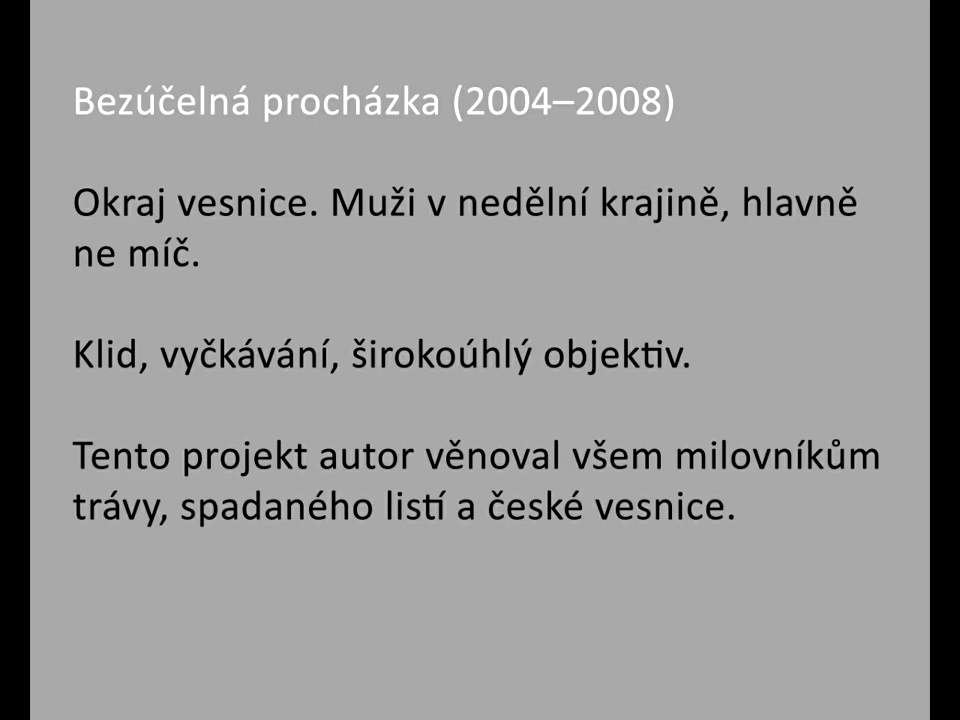 Bezúčelná procházka (2004–2008)
Okraj vesnice. Muži v nedělní krajině, hlavně
ne míč.
Klid, vyčkávání, širokoúhlý objektiv.
Tento projekt autor věnoval všem milovníkům
trávy, spadaného listí a české vesnice.